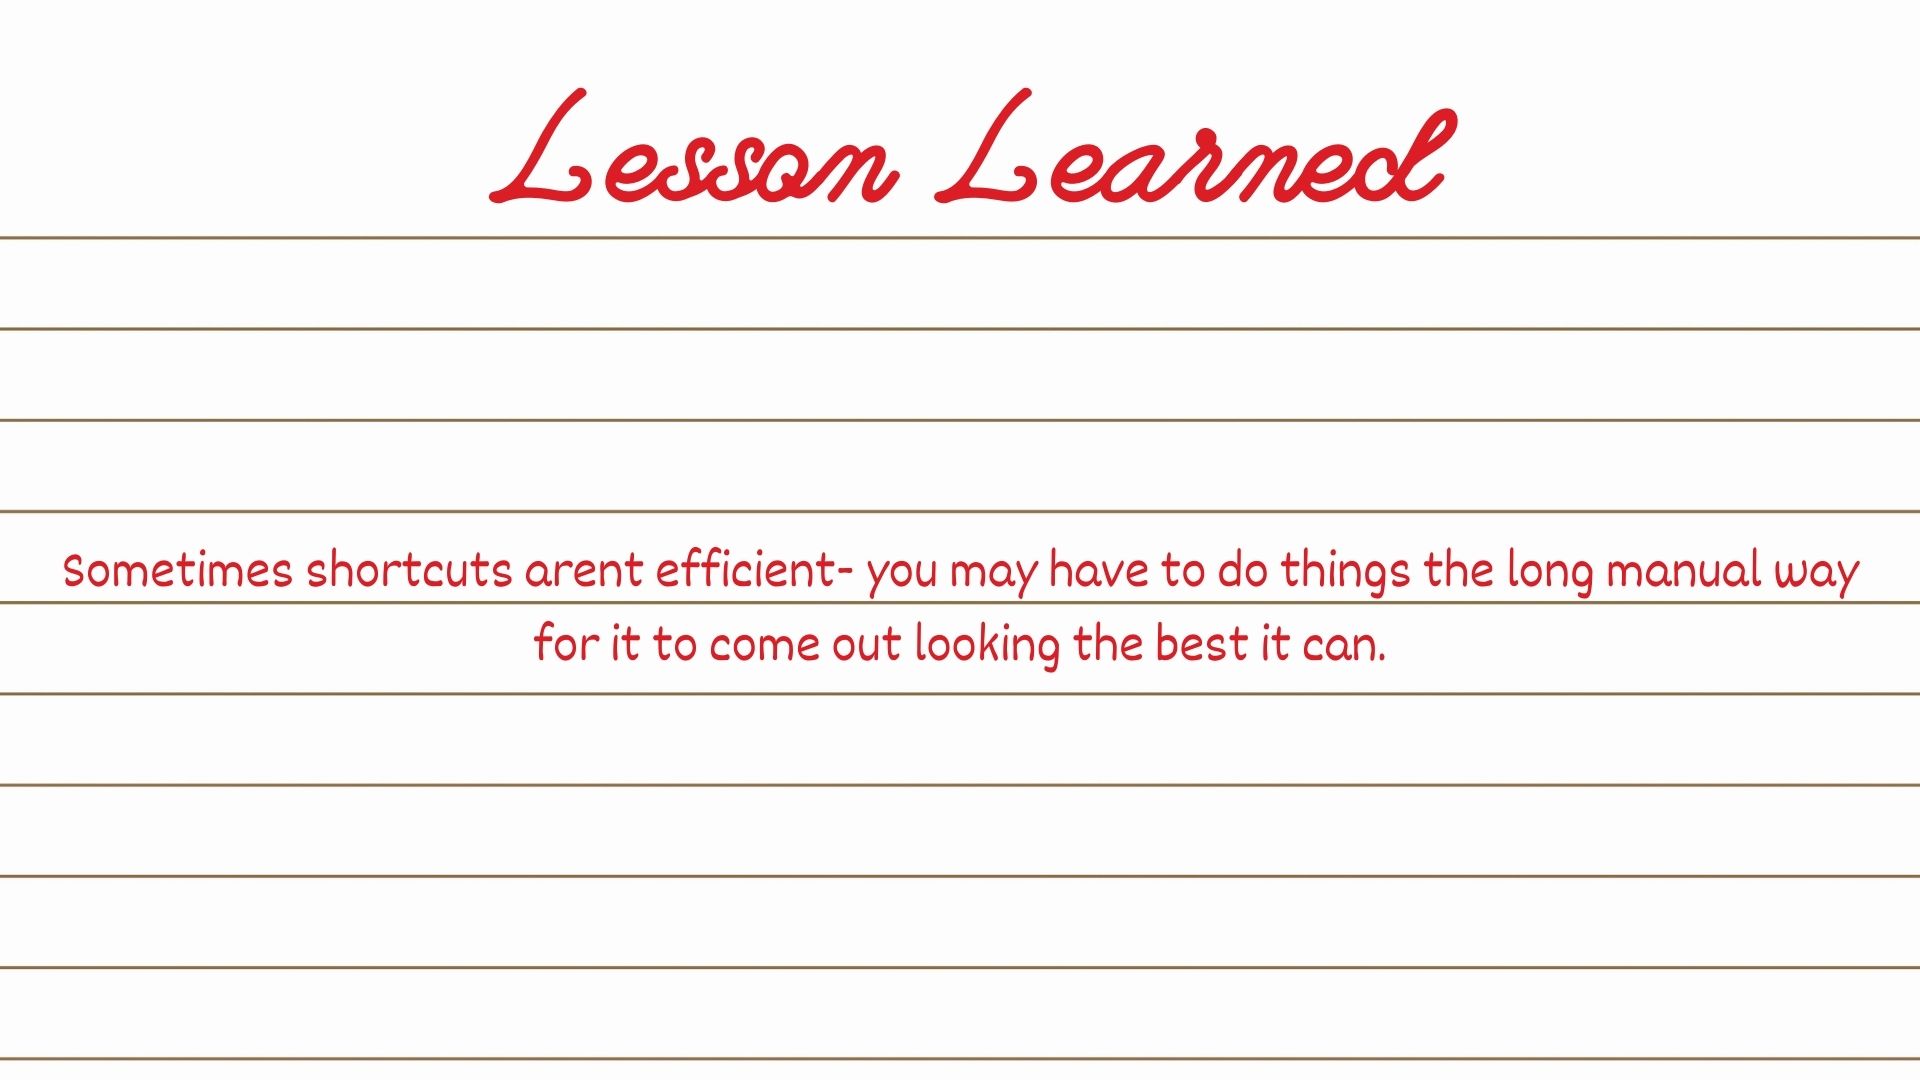 Lesson Learned
Sometimes shortcuts arent efficient- you may have to do things the long manual way
for it to come out looking the best it can.